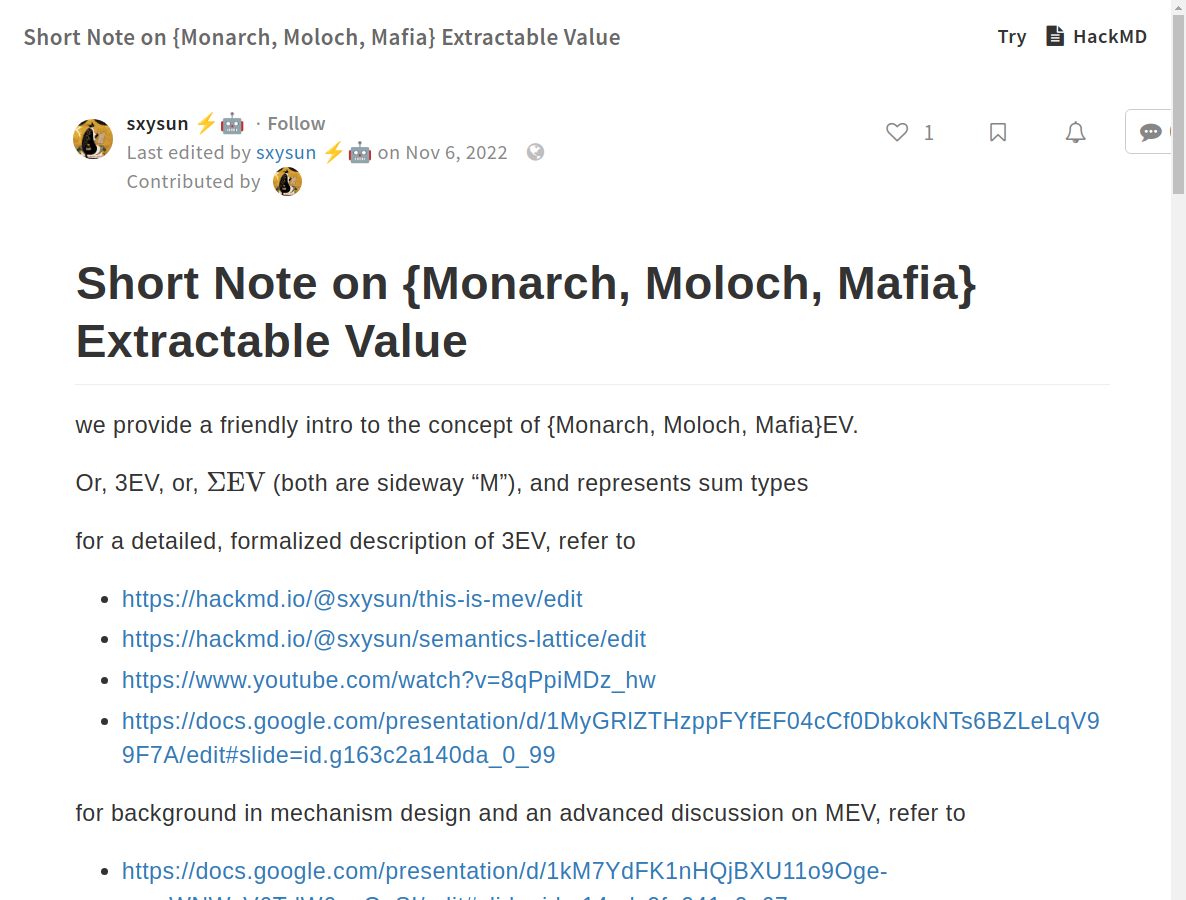 Short Note on {Monarch, Moloch, Mafia} Extractable Value
Try HackMD
sxysun ⚡🤖 · Follow
1
Last edited by sxysun ⚡🤖 on Nov 6, 2022
Contributed by
Short Note on {Monarch, Moloch, Mafia}
Extractable Value
we provide a friendly intro to the concept of {Monarch, Moloch, Mafia}EV.
Or, 3EV, or, ΣEV (both are sideway “M”), and represents sum types
for a detailed, formalized description of 3EV, refer to
• https://hackmd.io/@sxysun/this-is-mev/edit
• https://hackmd.io/@sxysun/semantics-lattice/edit
• https://www.youtube.com/watch?v=8qPpiMDz_hw
• https://docs.google.com/presentation/d/1MyGRlZTHzppFYfEF04cCf0DbkokNTs6BZLeLqV9
9F7A/edit#slide=id.g163c2a140da_0_99
for background in mechanism design and an advanced discussion on MEV, refer to
• https://docs.google.com/presentation/d/1kM7YdFK1nHQjBXU11o9Oge-